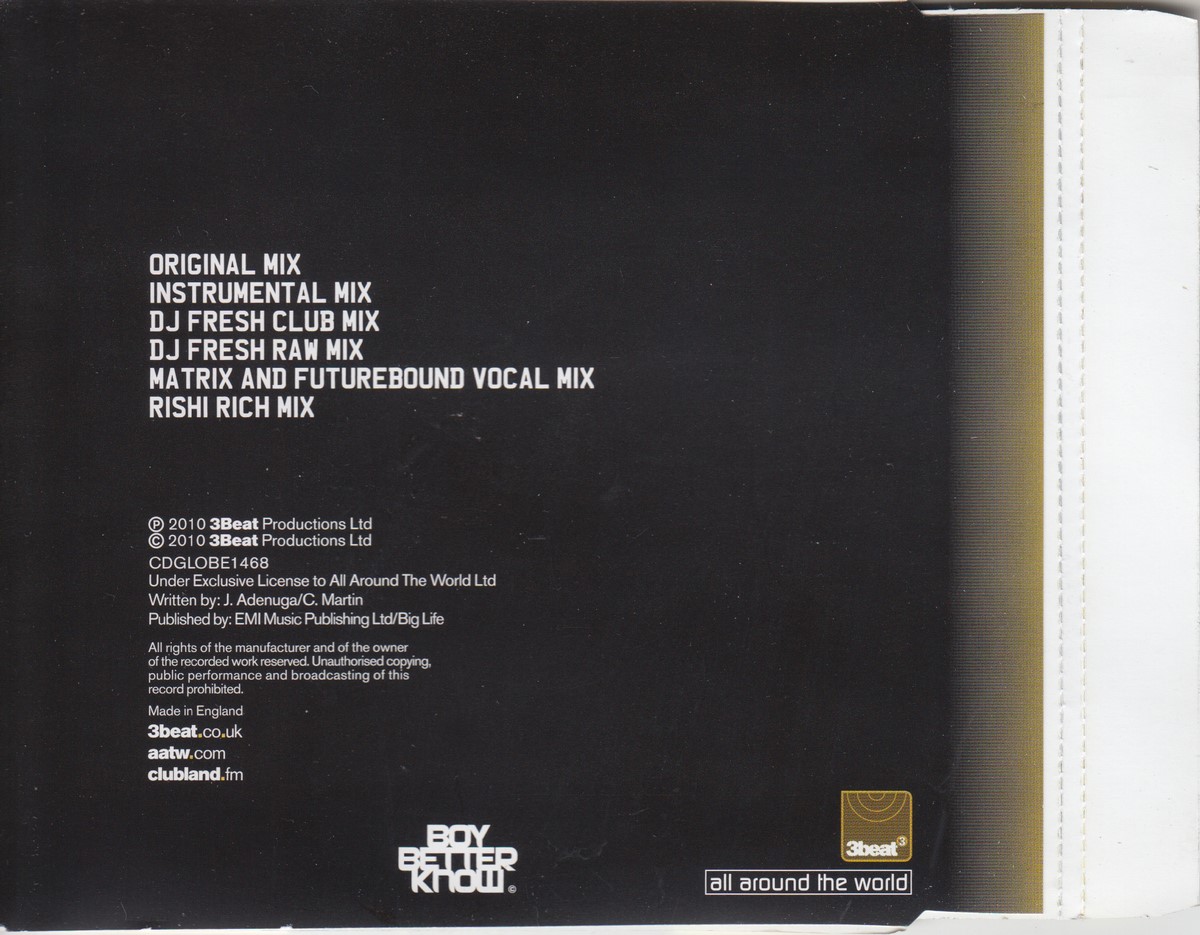 ORIGINAL MIX
INSTRUMENTAL MIX
DJ FRESH CLUB MIX
DJ FRESH RAW MIX
MATRIX AND FUTUREBOUND VOCAL MIX
RISHI RICH MIX
℗ 2010 3Beat Productions Ltd
© 2010 3Beat Productions Ltd
CDGLOBE1468
Under Exclusive License to All Around The World Ltd
Written by: J. Adenuga/C. Martin
Published by: EMI Music Publishing Ltd/Big Life
All rights of the manufacturer and of the owner
of the recorded work reserved. Unauthorised copying,
public performance and broadcasting of this
record prohibited.
Made in England
3beat.co.uk
aatw.com
clubland.fm
BOY
BETTER
KNOW ©
3beat 3
all around the world